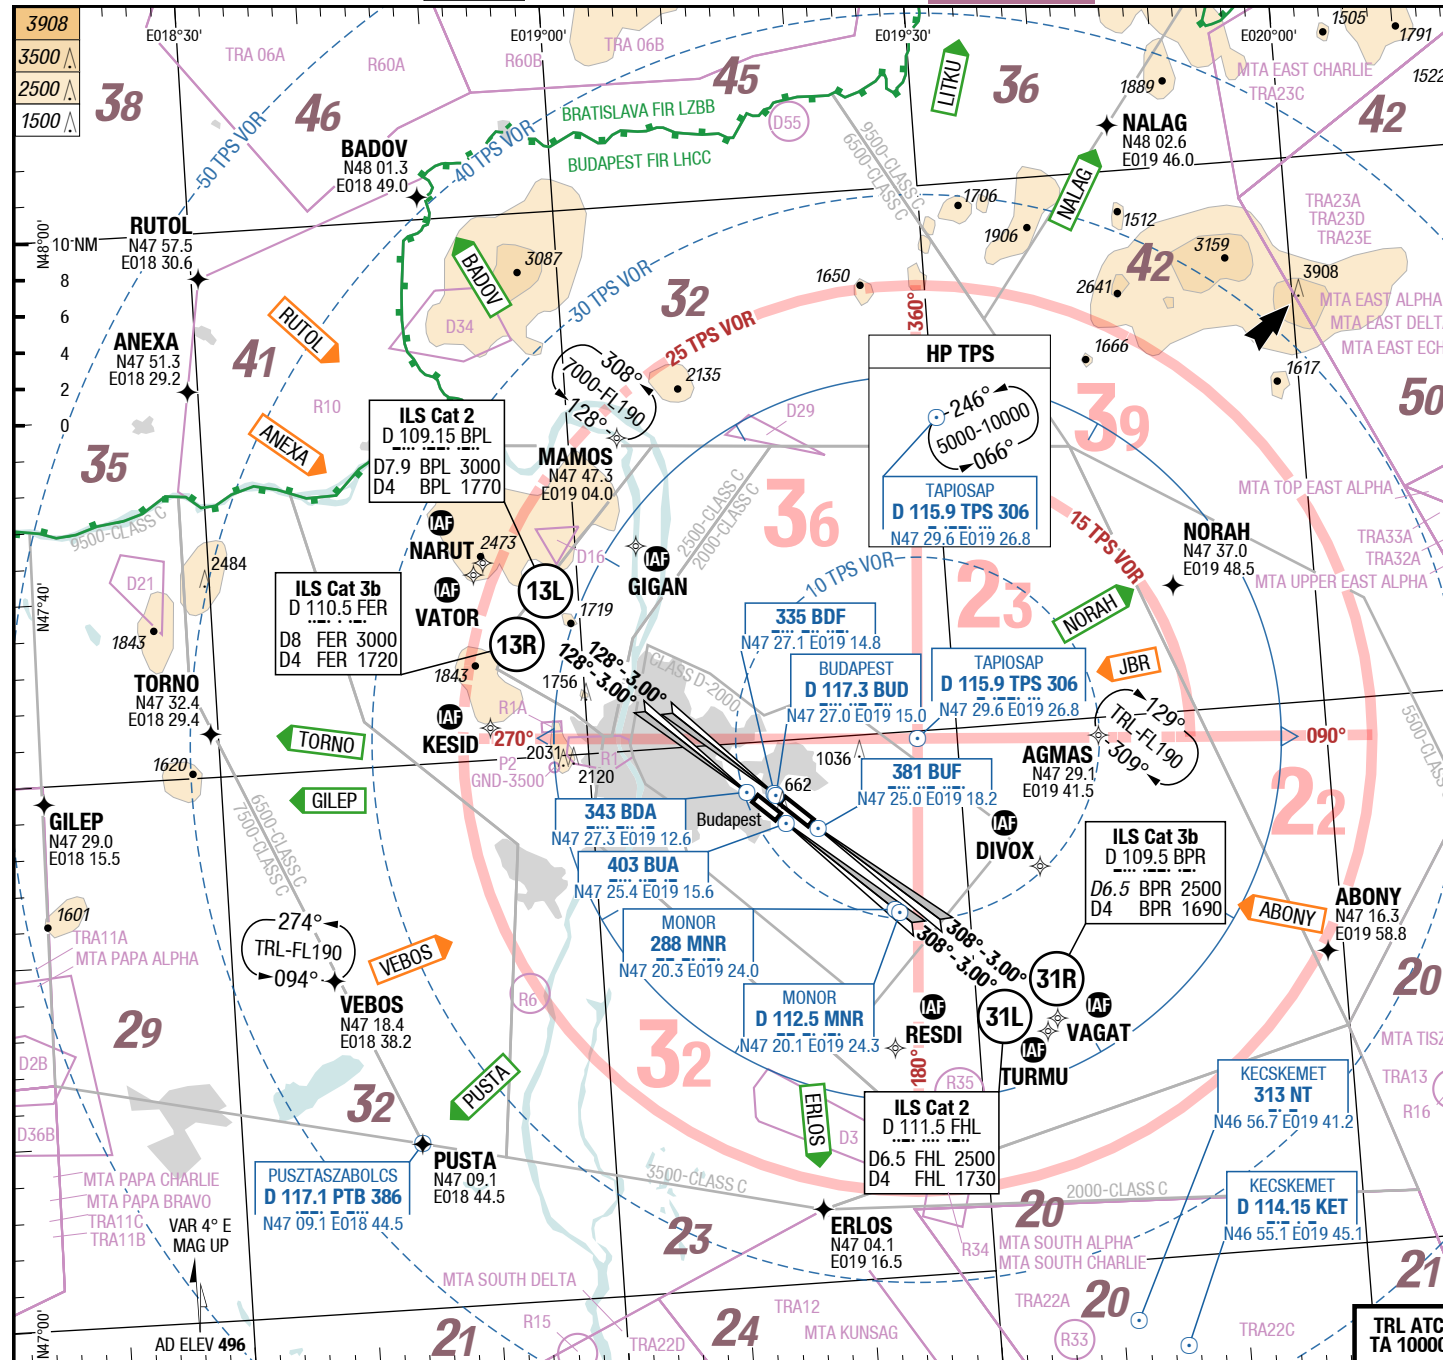 3908
3500
2500
1500
E018°30'
E019°00'
E019°30'
E020°00'
TRA 06A
R60A
R60B
TRA 06B
45
36
38
46
LITKU
1505
1791
1522
MTA EAST CHARLIE
TRA23C
42
1889
D55
BRATISLAVA FIR LZBB
BUDAPEST FIR LHCC
50 TPS VOR
40 TPS VOR
30 TPS VOR
9500-CLASS C
6500-CLASS C
BADOV
N48 01.3
E018 49.0
NALAG
N48 02.6
E019 46.0
NALAG
RUTOL
N47 57.5
E018 30.6
N48°00'
10 NM
8
6
4
2
0
BADOV
3087
D34
32
1706
1906
1512
1650
TRA23A
TRA23D
TRA23E
3159
42
2641
3908
MTA EAST ALPHA
MTA EAST DELTA
MTA EAST ECH
1666
1617
50
39
RUTOL
ANEXA
N47 51.3
E018 29.2
41
R10
ANEXA
35
9500-CLASS C
308°
7000-FL190
128°
25 TPS VOR
2135
360°
HP TPS
246°
5000-10000
066°
TAPIOSAP
D 115.9 TPS 306
N47 29.6 E019 26.8
D29
ILS Cat 2
D 109.15 BPL
D7.9 BPL 3000
D4 BPL 1770
MAMOS
N47 47.3
E019 04.0
2500-CLASS C
2000-CLASS C
36
MTA TOP EAST ALPHA
TRA33A
TRA32A
MTA UPPER EAST ALPHA
15 TPS VOR
NORAH
N47 37.0
E019 48.5
NORAH
23
10 TPS VOR
IAF
NARUT
2473
IAF
VATOR
D16
IAF
GIGAN
13L
13R
1719
2484
D21
1843
N47°40'
ILS Cat 3b
D 110.5 FER
D8 FER 3000
D4 FER 1720
128°-3.00°
128°-3.00°
1756
1843
CLASS D-2000
335 BDF
N47 27.1 E019 14.8
BUDAPEST
D 117.3 BUD
N47 27.0 E019 15.0
TAPIOSAP
D 115.9 TPS 306
N47 29.6 E019 26.8
JBR
129°
TRL-FL190
309°
AGMAS
N47 29.1
E019 41.5
090°
TORNO
N47 32.4
E018 29.4
TORNO
GILEP
1620
IAF
KESID
270°
R1A
R1
P2
GND-3500
2031
2120
1036
662
381 BUF
N47 25.0 E019 18.2
22
GILEP
N47 29.0
E018 15.5
6500-CLASS C
7500-CLASS C
343 BDA
N47 27.3 E019 12.6
Budapest
403 BUA
N47 25.4 E019 15.6
IAF
DIVOX
ILS Cat 3b
D 109.5 BPR
D6.5 BPR 2500
D4 BPR 1690
5500-CLASS C
ABONY
ABONY
N47 16.3
E019 58.8
1601
TRA11A
MTA PAPA ALPHA
274°
TRL-FL190
094°
VEBOS
VEBOS
N47 18.4
E018 38.2
MONOR
288 MNR
N47 20.3 E019 24.0
MONOR
D 112.5 MNR
N47 20.1 E019 24.3
308°-3.00°
308°-3.00°
31R
31L
IAF
RESDI
IAF
VAGAT
IAF
TURMU
20
R6
29
D2B
32
32
PUSTA
180°
R35
MTA TISZ
TRA13
R16
KECSKEMET
313 NT
N46 56.7 E019 41.2
D36B
ERLOS
D3
ILS Cat 2
D 111.5 FHL
D6.5 FHL 2500
D4 FHL 1730
PUSTA
N47 09.1
E018 44.5
PUSZTASZABOLCS
D 117.1 PTB 386
N47 09.1 E018 44.5
3500-CLASS C
2000-CLASS C
KECSKEMET
D 114.15 KET
N46 55.1 E019 45.1
MTA PAPA CHARLIE
MTA PAPA BRAVO
TRA11C
TRA11B
VAR 4° E
MAG UP
ERLOS
N47 04.1
E019 16.5
23
20
R34
MTA SOUTH ALPHA
MTA SOUTH CHARLIE
21
MTA SOUTH DELTA
TRA12
MTA KUNSAG
TRA22A
20
R33
TRA22C
R15
TRA22D
24
21
N47°00'
AD ELEV 496
TRL ATC
TA 10000